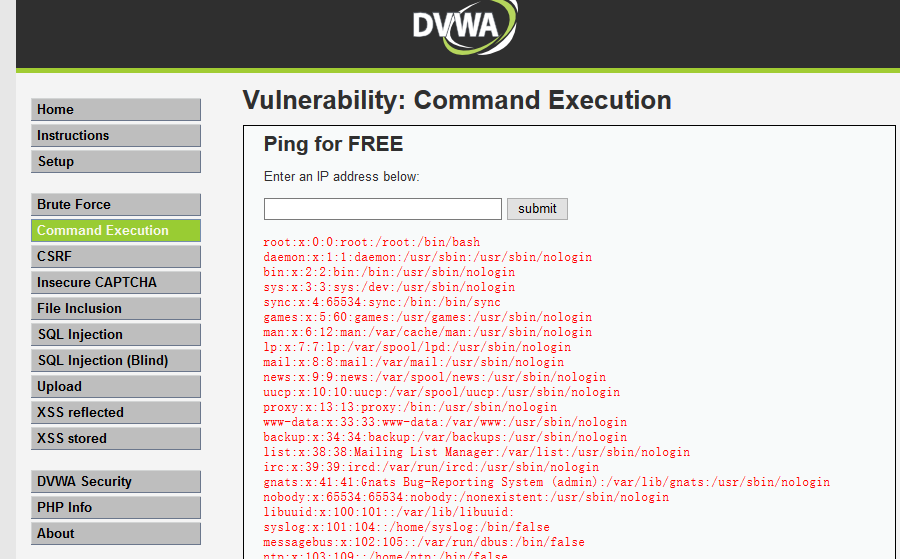 DVWA
Home
Instructions
Setup
Brute Force
Command Execution
CSRF
Insecure CAPTCHA
File Inclusion
SQL Injection
SQL Injection (Blind)
Upload
XSS reflected
XSS stored
DVWA Security
PHP Info
About
Vulnerability: Command Execution
Ping for FREE
Enter an IP address below:
submit
root:x:0:0:root:/root:/bin/bash
daemon:x:1:1:daemon:/usr/sbin:/usr/sbin/nologin
bin:x:2:2:bin:/bin:/usr/sbin/nologin
sys:x:3:3:sys:/dev:/usr/sbin/nologin
sync:x:4:65534:sync:/bin:/bin/sync
games:x:5:60:games:/usr/games:/usr/sbin/nologin
man:x:6:12:man:/var/cache/man:/usr/sbin/nologin
lp:x:7:7:lp:/var/spool/lpd:/usr/sbin/nologin
mail:x:8:8:mail:/var/mail:/usr/sbin/nologin
news:x:9:9:news:/var/spool/news:/usr/sbin/nologin
uucp:x:10:10:uucp:/var/spool/uucp:/usr/sbin/nologin
proxy:x:13:13:proxy:/bin:/usr/sbin/nologin
www-data:x:33:33:www-data:/var/www:/usr/sbin/nologin
backup:x:34:34:backup:/var/backups:/usr/sbin/nologin
list:x:38:38:Mailing List Manager:/var/list:/usr/sbin/nologin
irc:x:39:39:ircd:/var/run/ircd:/usr/sbin/nologin
gnats:x:41:41:Gnats Bug-Reporting System (admin):/var/lib/gnats:/usr/sbin/nologin
nobody:x:65534:65534:nobody:/nonexistent:/usr/sbin/nologin
libuuid:x:100:101::/var/lib/libuuid:
syslog:x:101:104::/home/syslog:/bin/false
messagebus:x:102:105::/var/run/dbus:/bin/false
ntp:x:103:109::/home/ntp:/bin/false